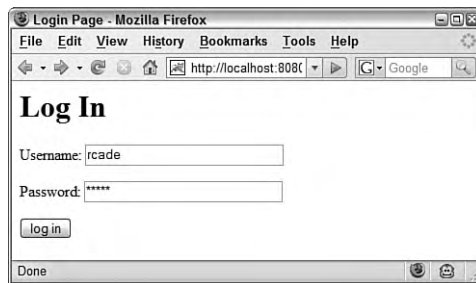 Login Page - Mozilla Firefox
File Edit View History Bookmarks Tools Help
http://localhost:808( G Google
Log In
Username: rcade
Password: *****
log in
Done